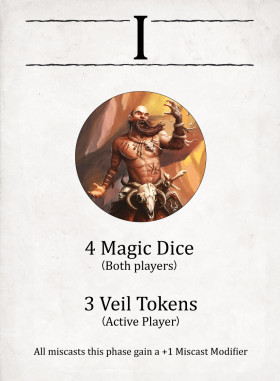 I
4 Magic Dice
(Both players)
3 Veil Tokens
(Active Player)
All miscasts this phase gain a +1 Miscast Modifier